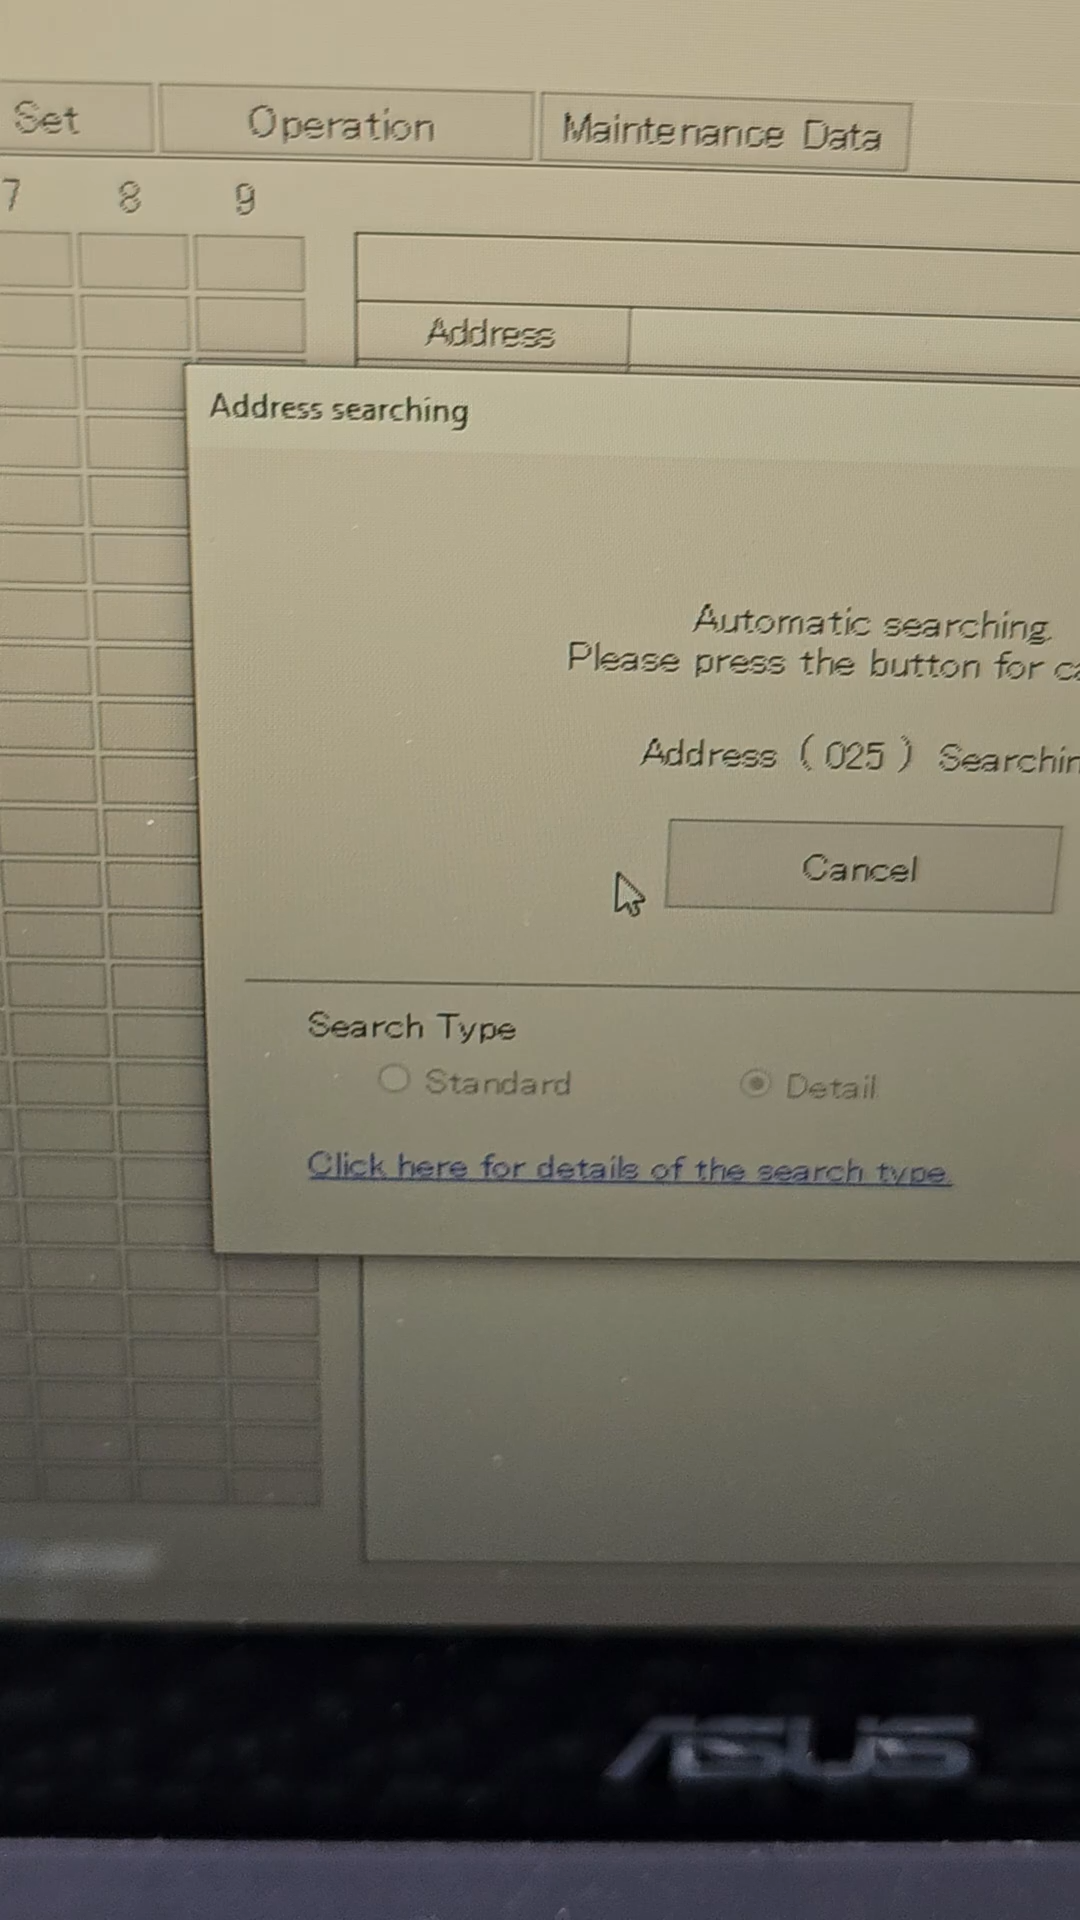 Set Operation Maintenance Data
7 8 9
Address
Address searching
Automatic searching.
Please press the button for
Address ( 025 )
Cancel
Search Type
Standard Detail
Click here for details of the search type.
ASUS